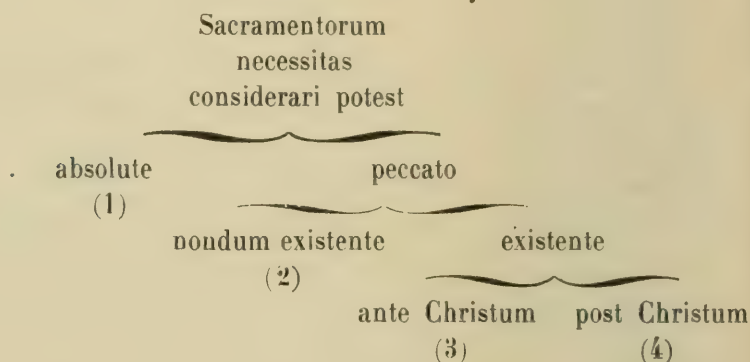 Sacramentorum
necessitas
considerari potest
absolute peccato
(1)
nondum existente existente
(2)
ante Christum post Christum
(3) (4)